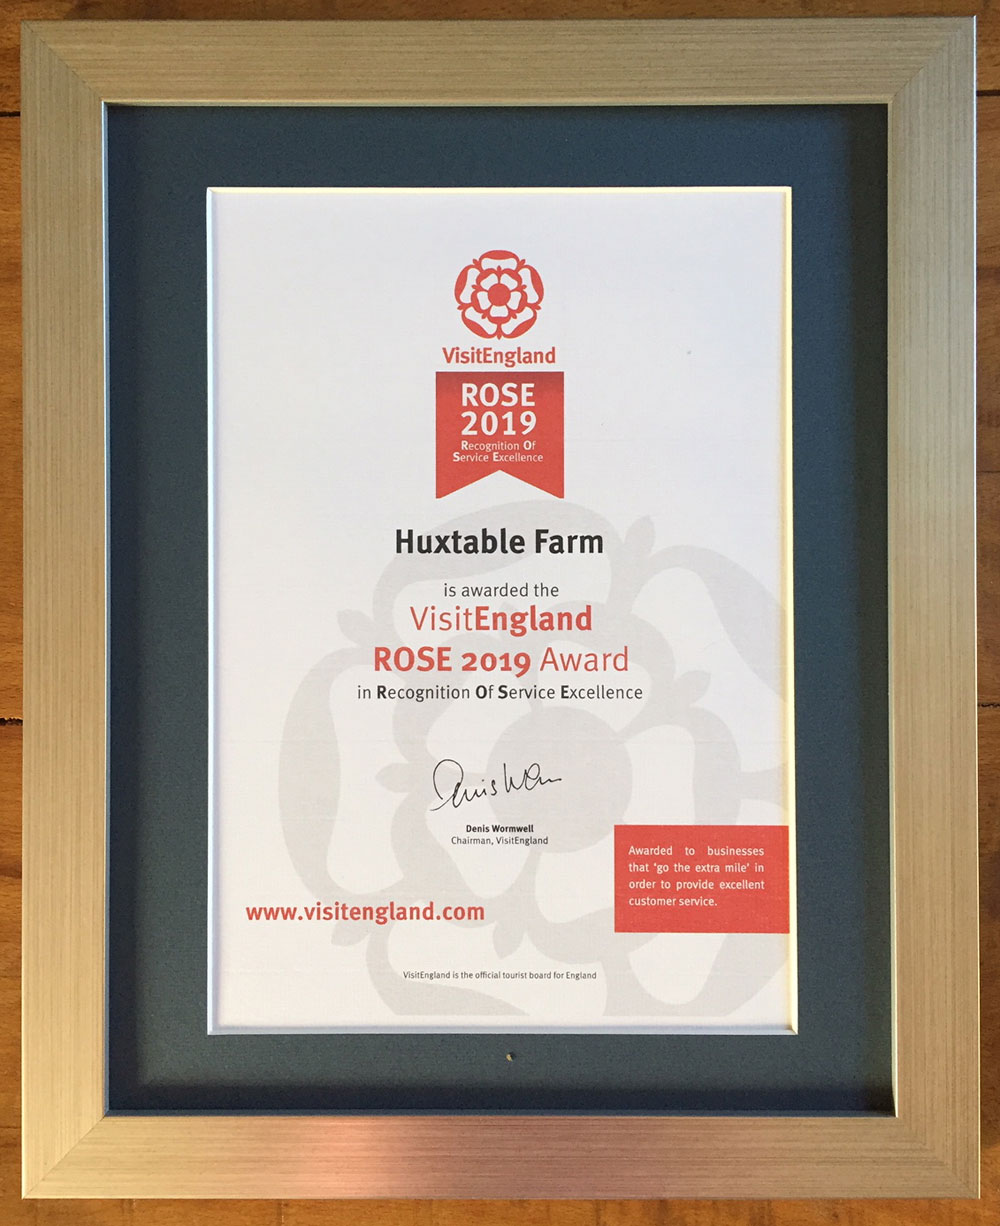 VisitEngland
ROSE
2019
Recognition Of
Service Excellence
Huxtable Farm
is awarded the
VisitEngland
ROSE 2019 Award
in Recognition Of Service Excellence
Denis Wormwell
Chairman, VisitEngland
Awarded to businesses
that 'go the extra mile' in
order to provide excellent
customer service.
www.visitengland.com
VisitEngland is the official tourist board for England